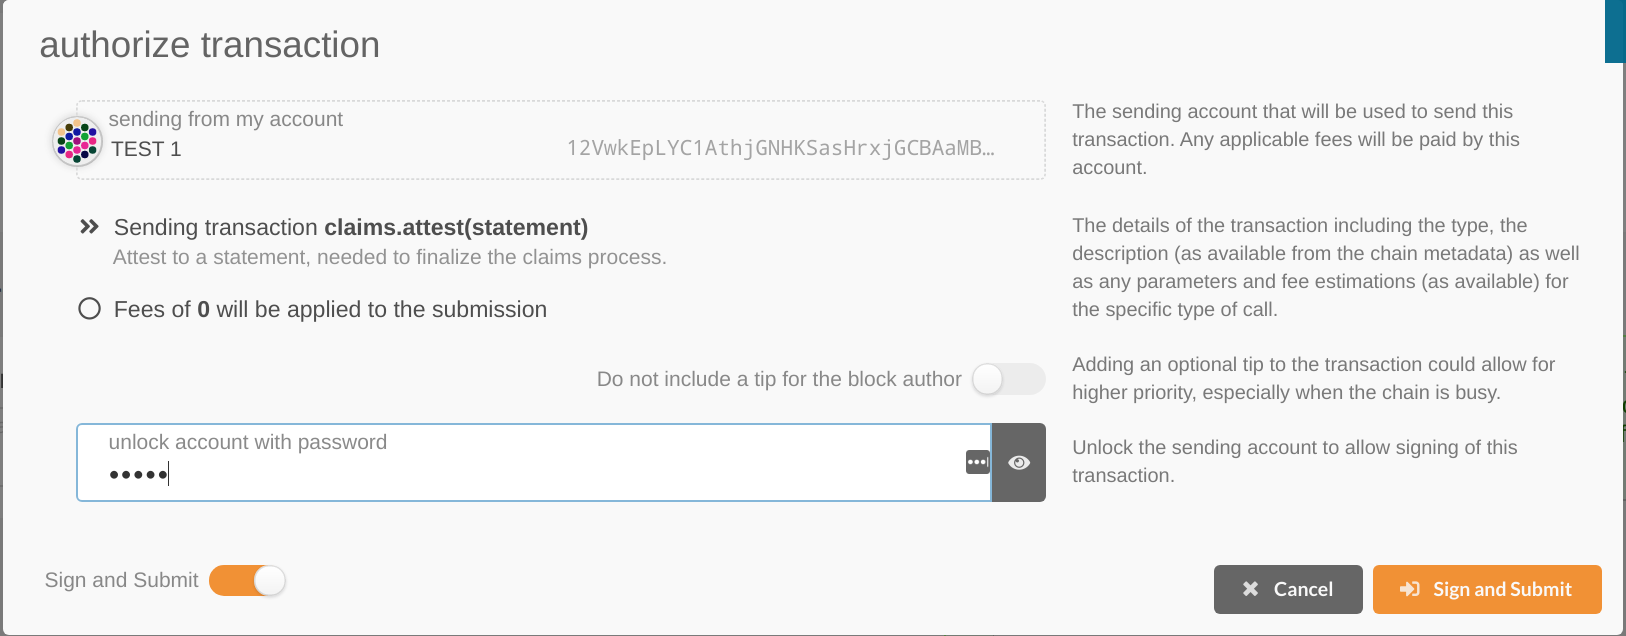 authorize transaction
sending from my account
TEST 1
12VwkEpLYC1AthjGNHKSasHrxjGCBAaMB…
The sending account that will be used to send this
transaction. Any applicable fees will be paid by this
account.
Sending transaction claims.attest(statement)
Attest to a statement, needed to finalize the claims process.
The details of the transaction including the type, the
description (as available from the chain metadata) as well
as any parameters and fee estimations (as available) for
the specific type of call.
Fees of 0 will be applied to the submission
Do not include a tip for the block author
Adding an optional tip to the transaction could allow for
higher priority, especially when the chain is busy.
unlock account with password
•••••
Unlock the sending account to allow signing of this
transaction.
Sign and Submit
Cancel
Sign and Submit